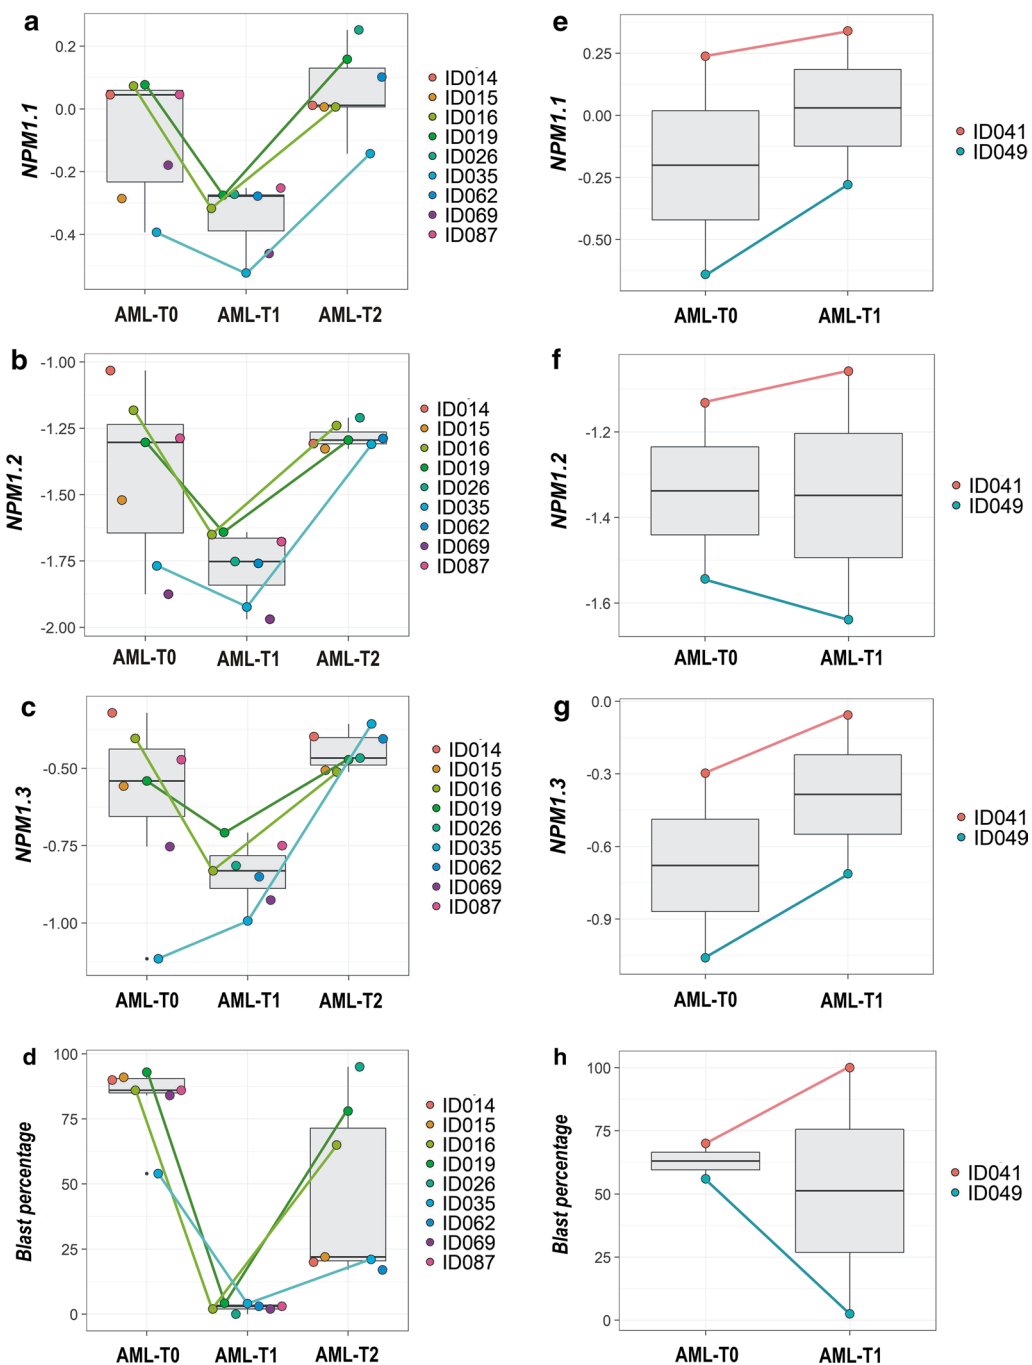 a
NPM1.1
0.2
0.0
-0.2
-0.4
AML-T0 AML-T1 AML-T2
ID014
ID015
ID016
ID019
ID026
ID035
ID062
ID069
ID087
e
NPM1.1
0.25
0.00
-0.25
-0.50
AML-T0 AML-T1
ID041
ID049
b
NPM1.2
-1.00
-1.25
-1.50
-1.75
-2.00
AML-T0 AML-T1 AML-T2
ID014
ID015
ID016
ID019
ID026
ID035
ID062
ID069
ID087
f
NPM1.2
-1.2
-1.4
-1.6
AML-T0 AML-T1
ID041
ID049
c
NPM1.3
-0.50
-0.75
-1.00
AML-T0 AML-T1 AML-T2
ID014
ID015
ID016
ID019
ID026
ID035
ID062
ID069
ID087
g
NPM1.3
0.0
-0.3
-0.6
-0.9
AML-T0 AML-T1
ID041
ID049
d
Blast percentage
100
75
50
25
0
AML-T0 AML-T1 AML-T2
ID014
ID015
ID016
ID019
ID026
ID035
ID062
ID069
ID087
h
Blast percentage
100
75
50
25
0
AML-T0 AML-T1
ID041
ID049